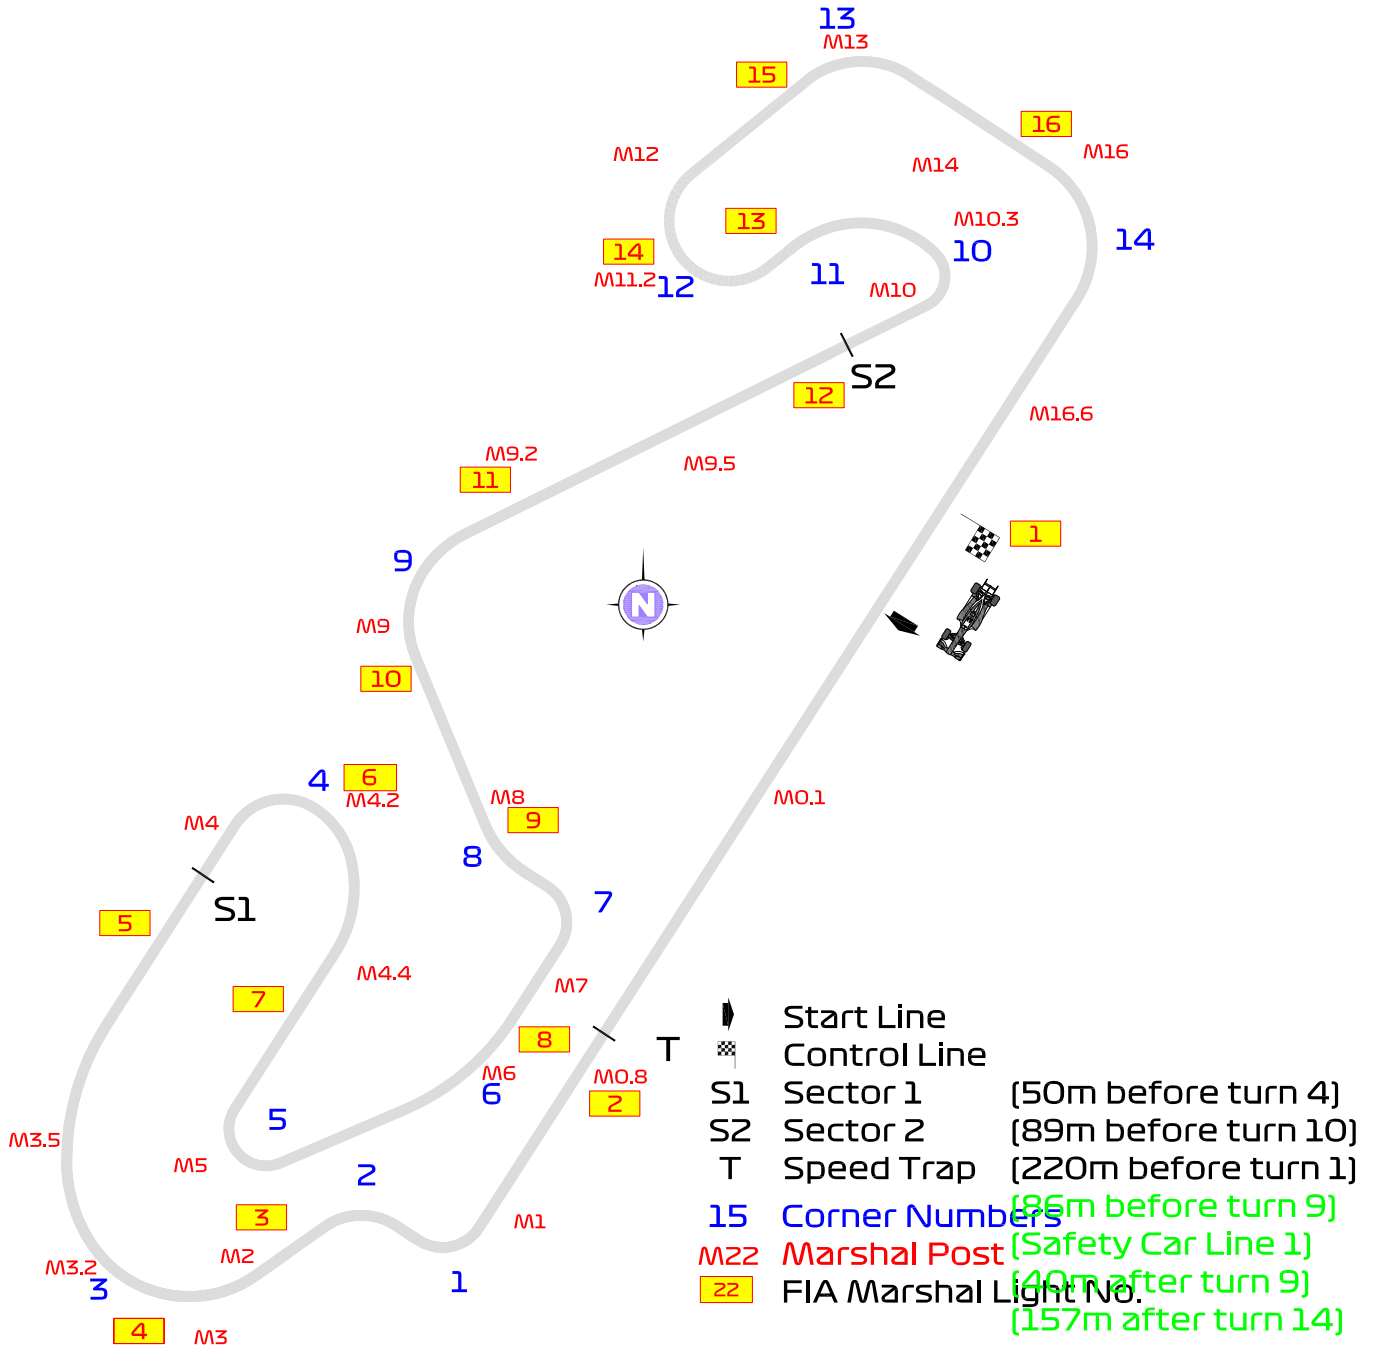 13
M13
15
16
M12
M16
M14
13
M10.3
14
14
10
M11.2
12
11
M10
S2
12
M16.6
M9.2
M9.5
11
1
9
N
M9
10
4
6
M4.2
M8
M0.1
M4
9
8
5
S1
7
M4.4
7
M7
8
T
M6
M0.8
6
2
5
M3.5
M5
2
3
M1
M2
M3.2
3
1
4
M3
Start Line
Control Line
S1 Sector 1 (50m before turn 4)
S2 Sector 2 (89m before turn 10)
T Speed Trap (220m before turn 1)
(86m before turn 9)
15 Corner Numbers
(Safety Car Line 1)
M22 Marshal Post
(40m after turn 9)
22 FIA Marshal Light No.
(157m after turn 14)